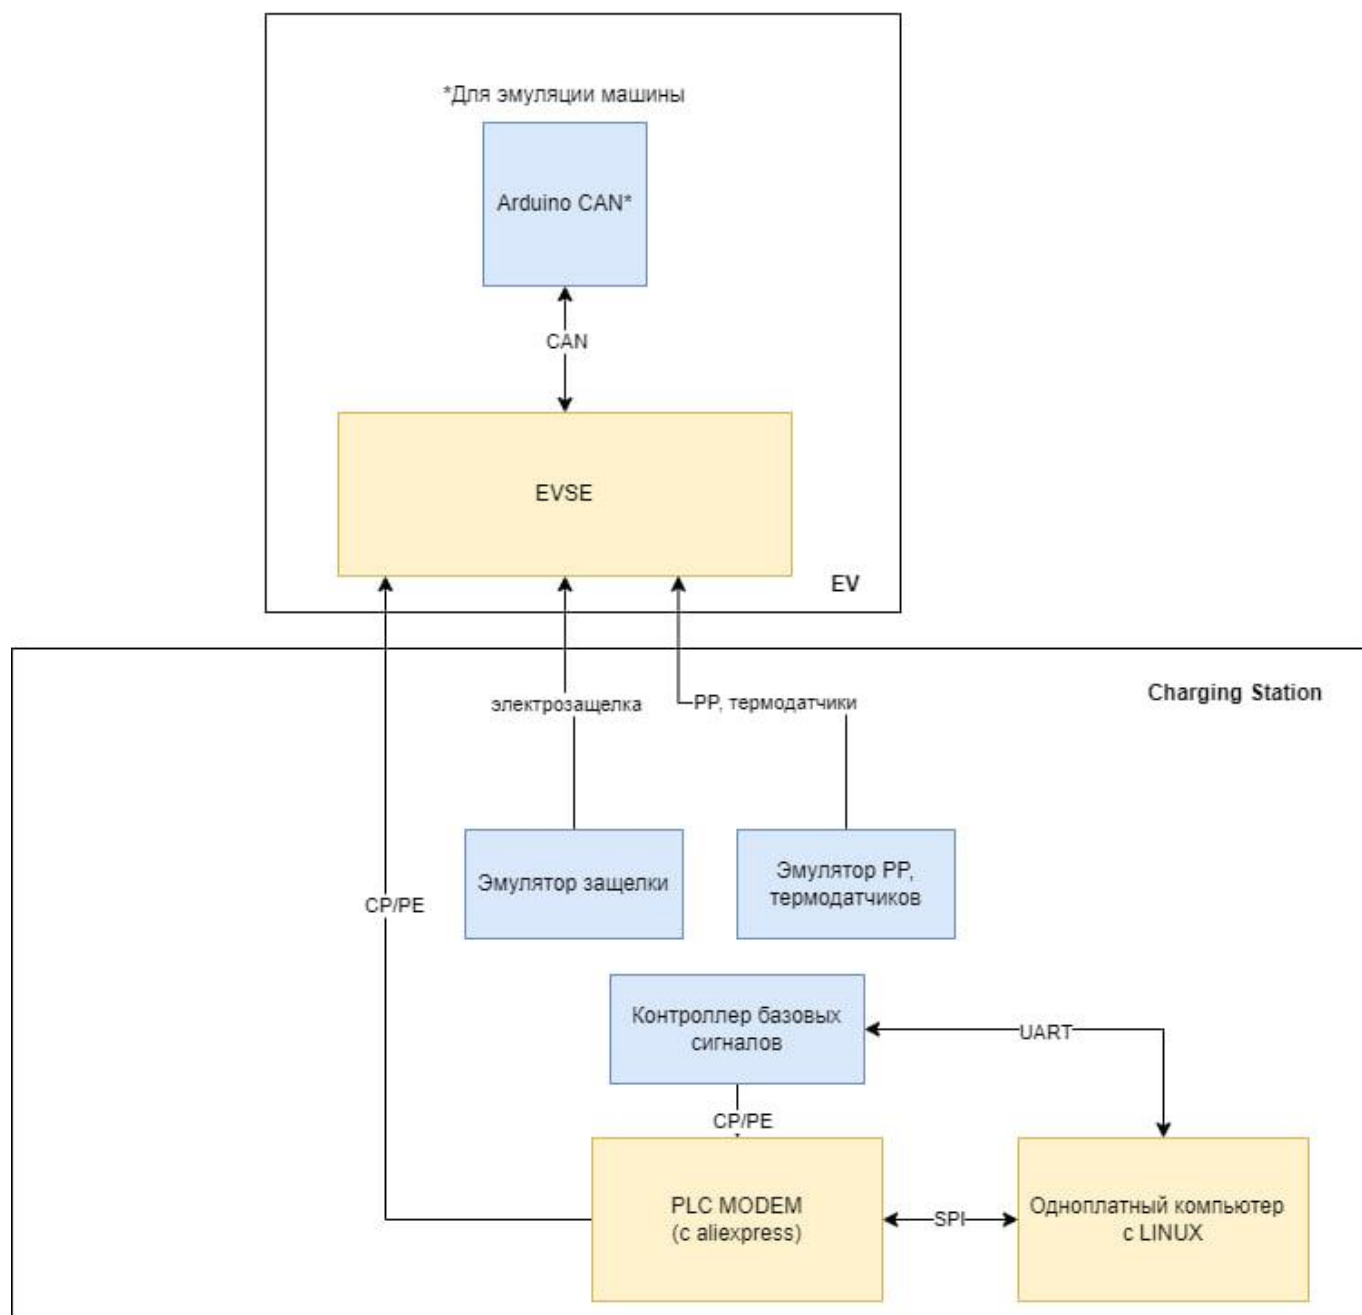 *Для эмуляции машины
Arduino CAN*
CAN
EVSE
EV
Charging Station
электрозащелка
PP, термодатчики
Эмулятор защелки
Эмулятор PP,
термодатчиков
CP/PE
Контроллер базовых
сигналов
UART
CP/PE
PLC MODEM
(с aliexpress)
SPI
Одноплатный компьютер
с LINUX